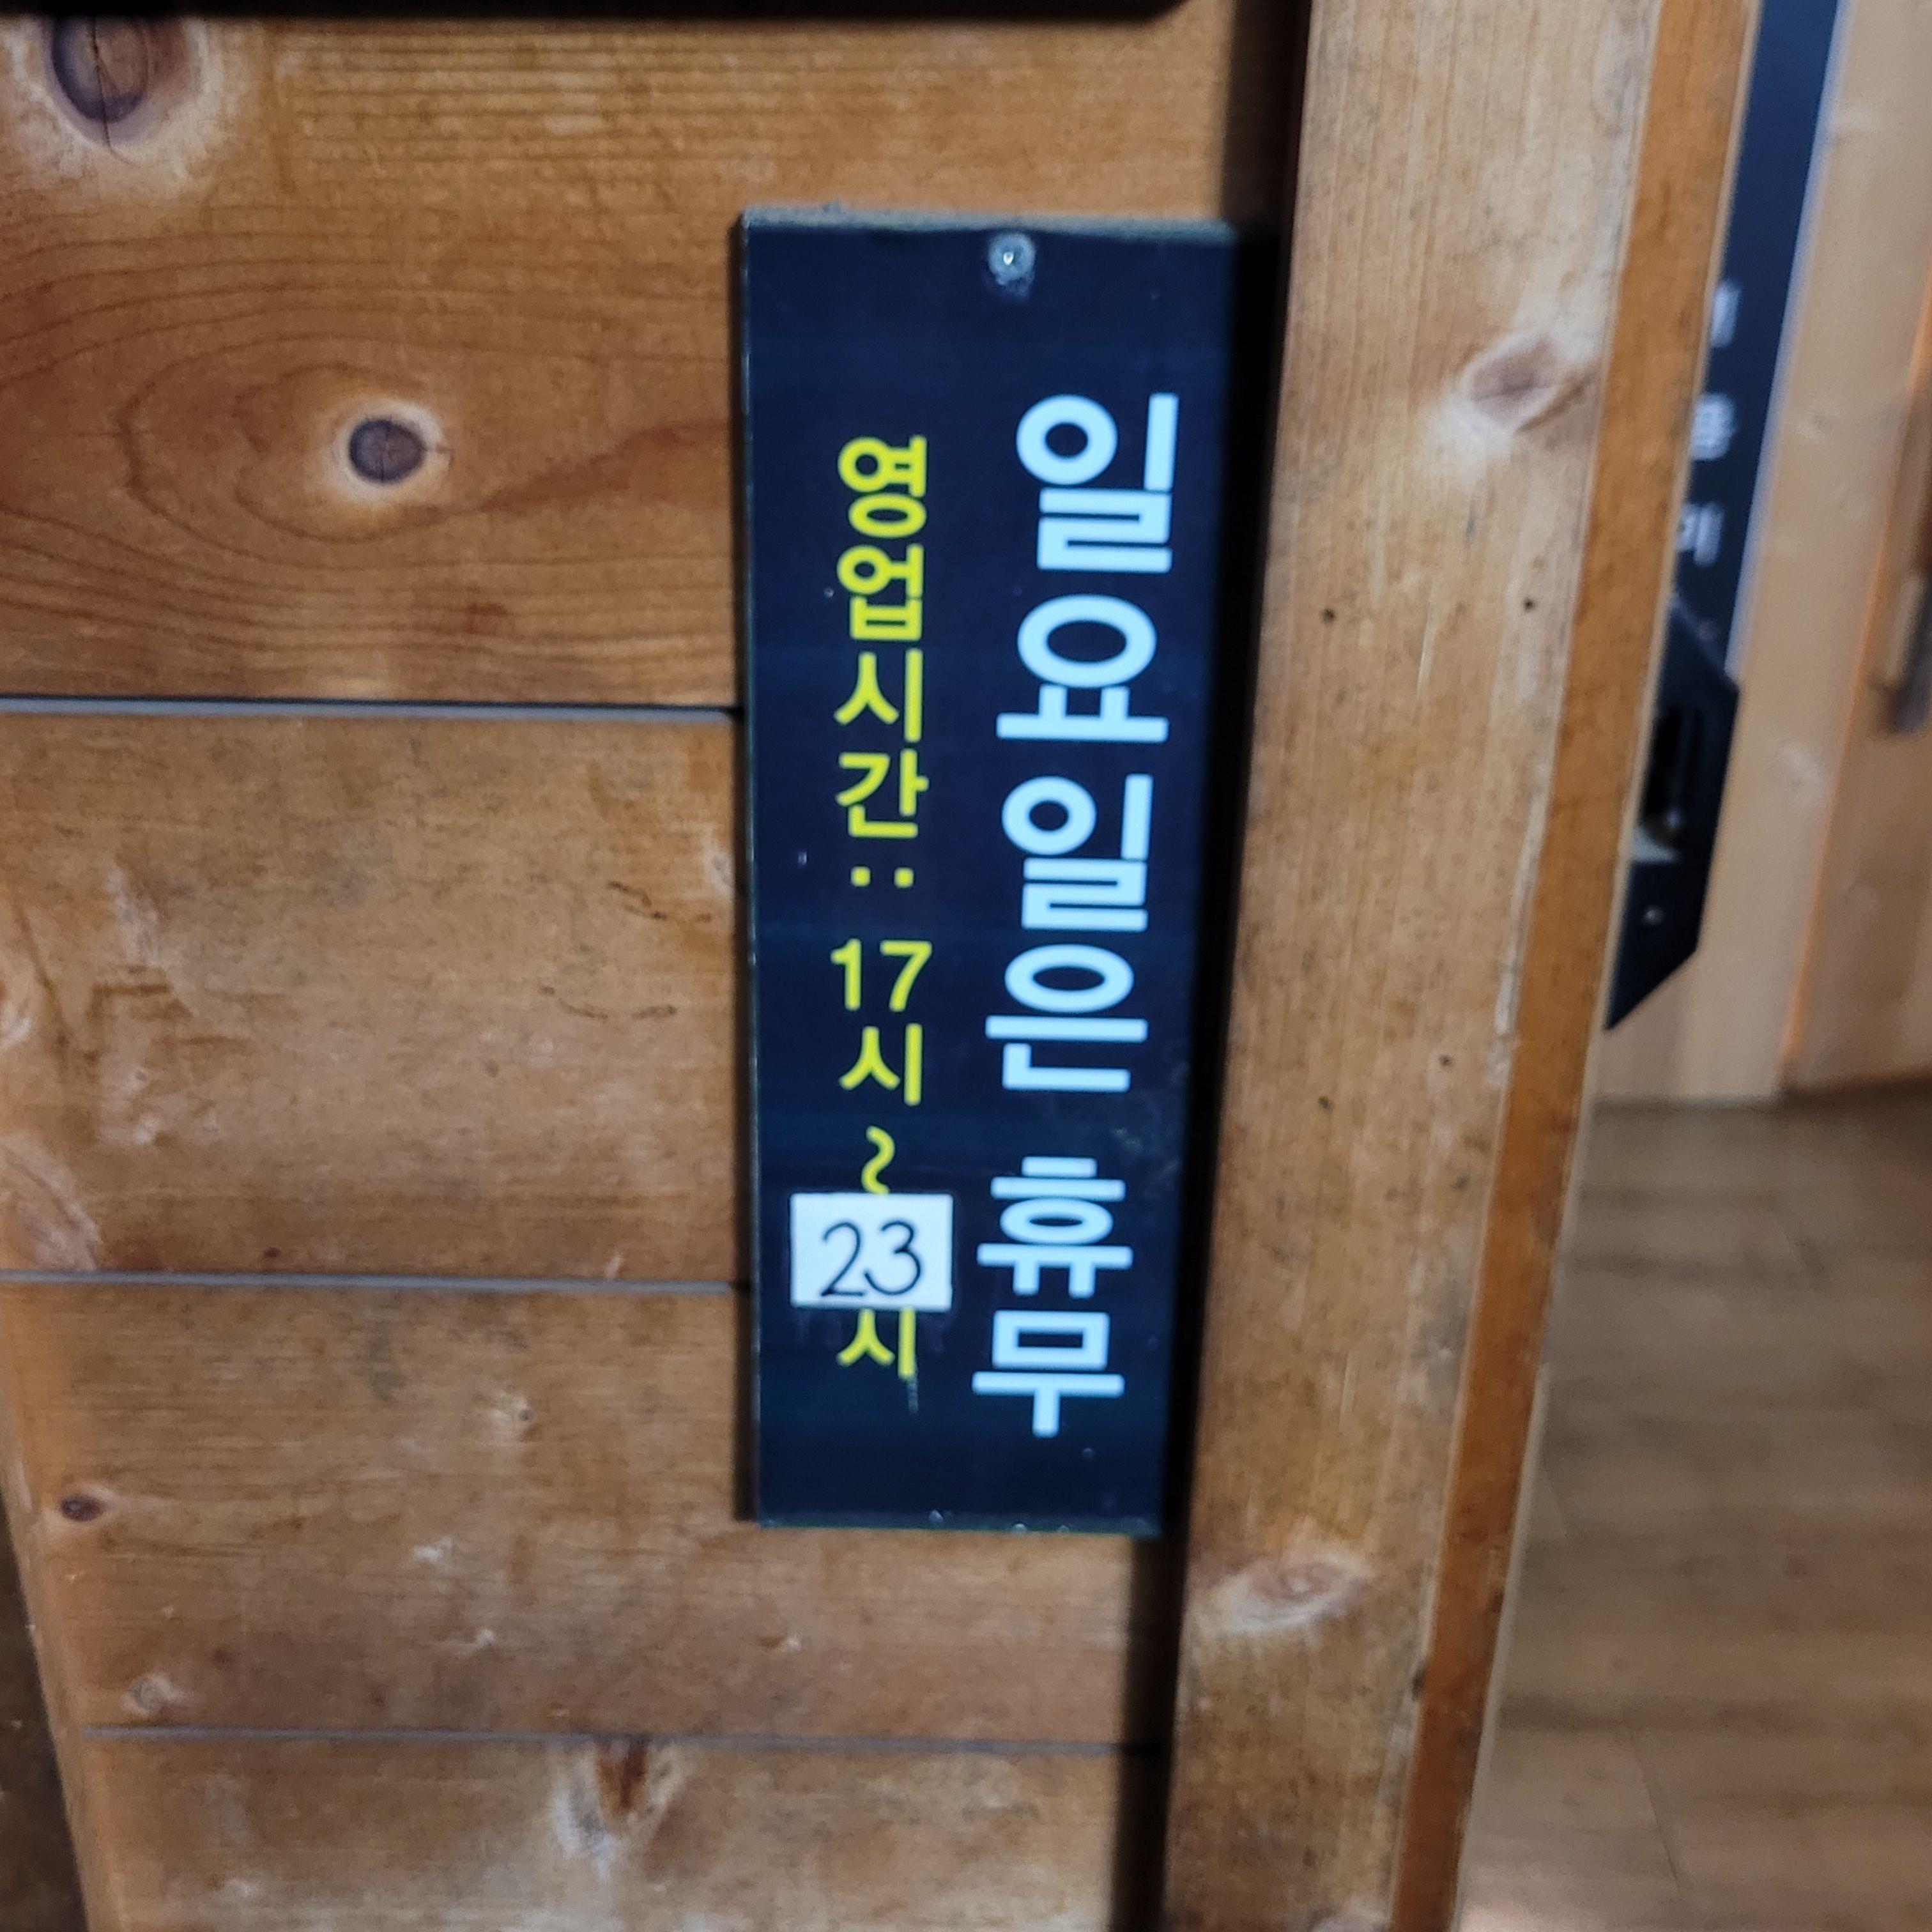 일요일은 휴무
영업시간: 17시 ~ 23시